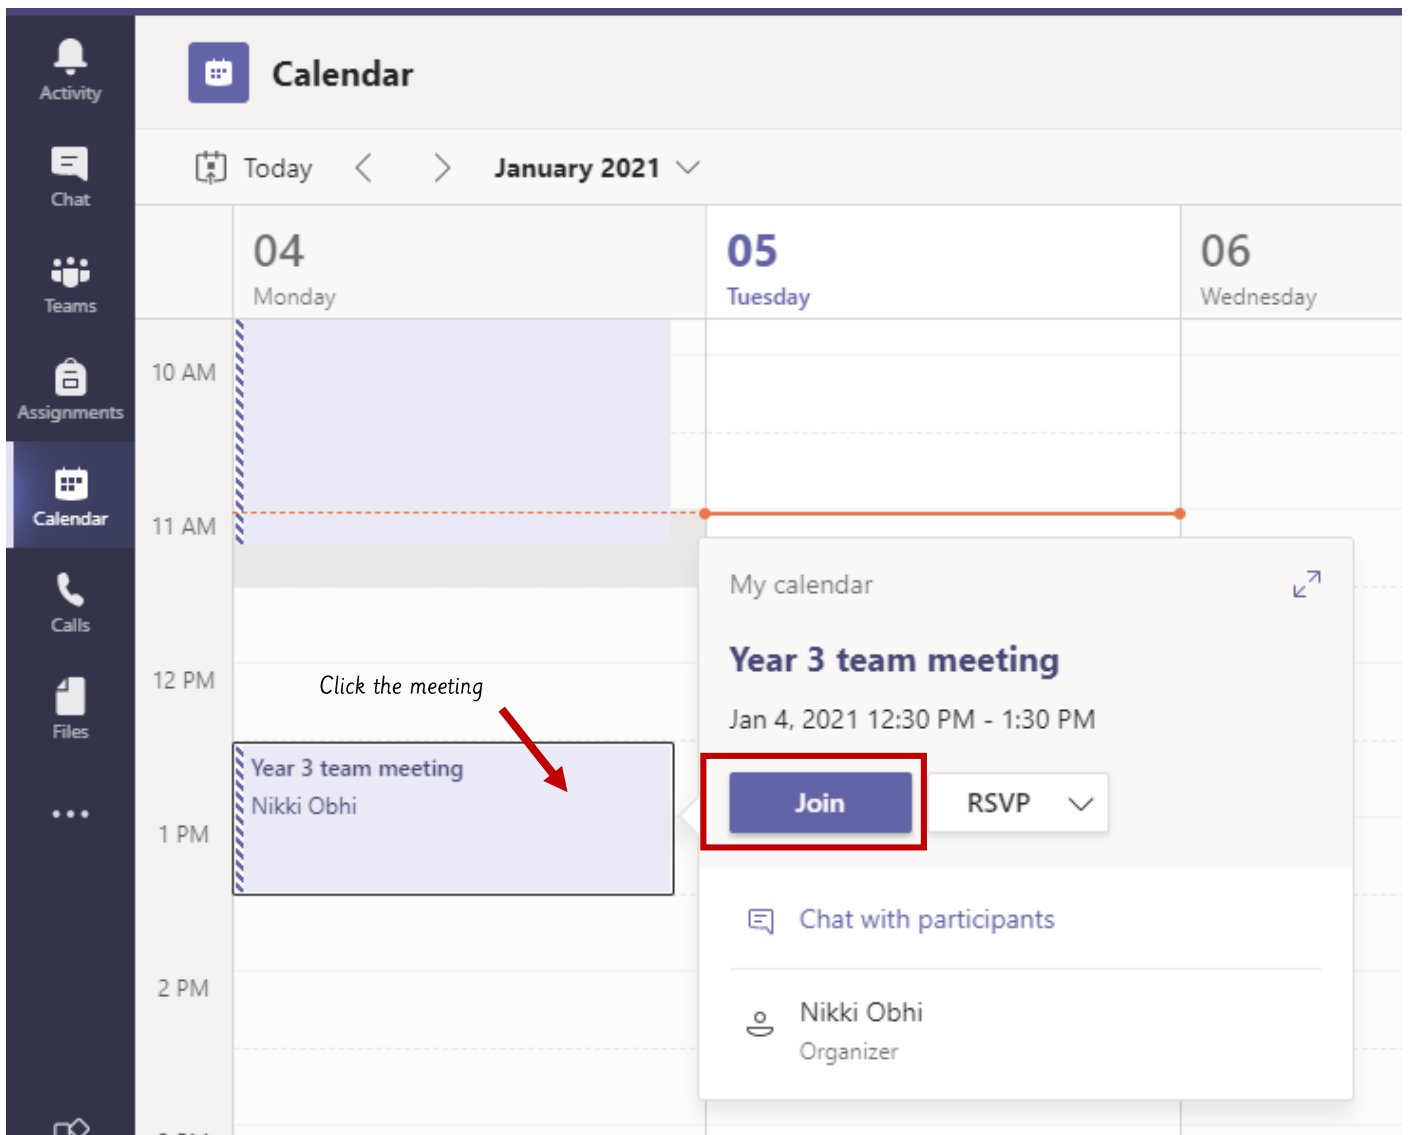 Activity
Chat
Teams
Assignments
Calendar
Calls
Files
Calendar
Today
January 2021
04
Monday
05
Tuesday
06
Wednesday
10 AM
11 AM
12 PM
1 PM
2 PM
Click the meeting
Year 3 team meeting
Nikki Obhi
My calendar
Year 3 team meeting
Jan 4, 2021 12:30 PM - 1:30 PM
Join
RSVP
Chat with participants
Nikki Obhi
Organizer